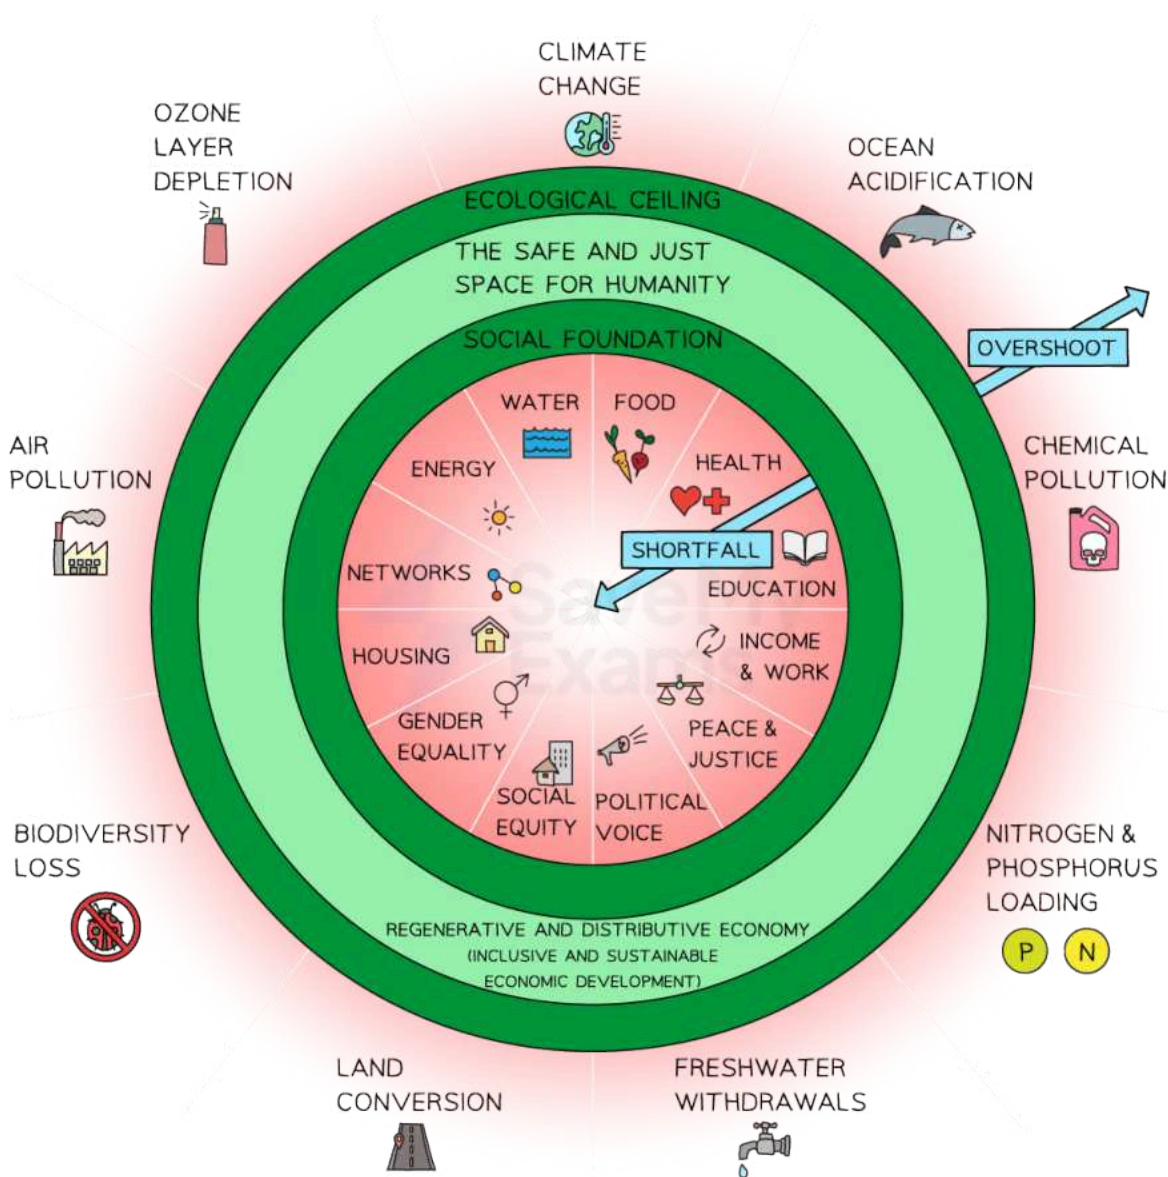 CLIMATE
CHANGE
OZONE
LAYER
DEPLETION
OCEAN
ACIDIFICATION
ECOLOGICAL CEILING
THE SAFE AND JUST
SPACE FOR HUMANITY
SOCIAL FOUNDATION
OVERSHOOT
WATER
FOOD
ENERGY
HEALTH
AIR
POLLUTION
CHEMICAL
POLLUTION
SHORTFALL
NETWORKS
EDUCATION
Save My
Exams
HOUSING
INCOME
& WORK
GENDER
EQUALITY
PEACE &
JUSTICE
SOCIAL
EQUITY
POLITICAL
VOICE
BIODIVERSITY
LOSS
NITROGEN &
PHOSPHORUS
LOADING
P
N
REGENERATIVE AND DISTRIBUTIVE ECONOMY
(INCLUSIVE AND SUSTAINABLE
ECONOMIC DEVELOPMENT)
LAND
CONVERSION
FRESHWATER
WITHDRAWALS